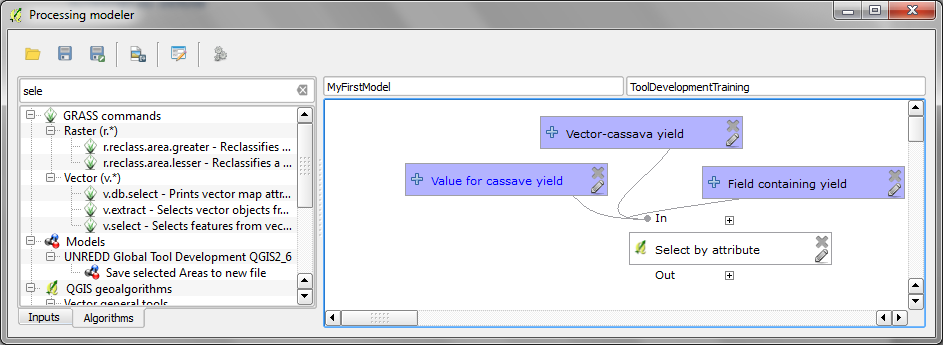 Processing modeler
sele
MyFirstModel
ToolDevelopmentTraining
GRASS commands
Raster (r.*)
r.reclass.area.greater - Reclassifies ...
r.reclass.area.lesser - Reclassifies a ...
Vector (v.*)
v.db.select - Prints vector map attr...
v.extract - Selects vector objects fr...
v.select - Selects features from vec...
Models
UNREDD Global Tool Development QGIS2_6
Save selected Areas to new file
QGIS geoalgorithms
Vector general tools
Inputs
Algorithms
Vector-cassava yield
Value for cassave yield
Field containing yield
In
Select by attribute
Out